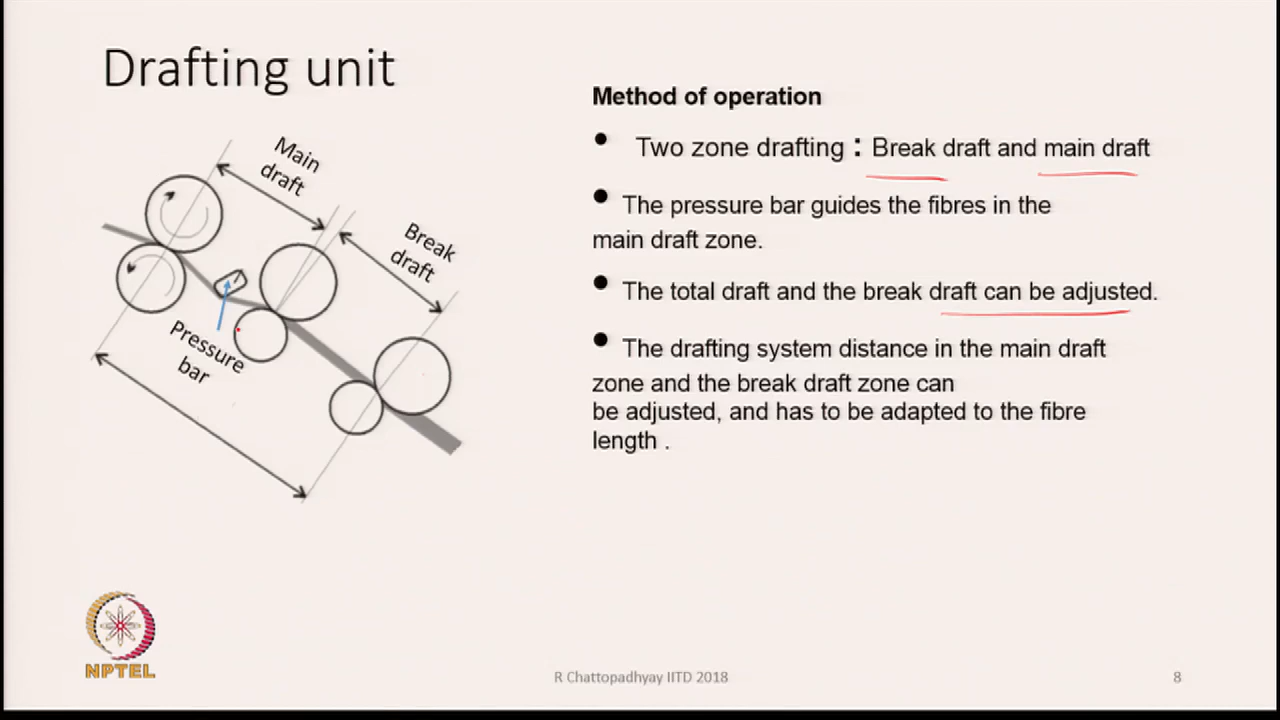 Drafting unit
Main
draft
Break
draft
Pressure
bar
Method of operation
• Two zone drafting : Break draft and main draft
• The pressure bar guides the fibres in the
main draft zone.
• The total draft and the break draft can be adjusted.
• The drafting system distance in the main draft
zone and the break draft zone can
be adjusted, and has to be adapted to the fibre
length .
NPTEL
R Chattopadhyay IITD 2018
8